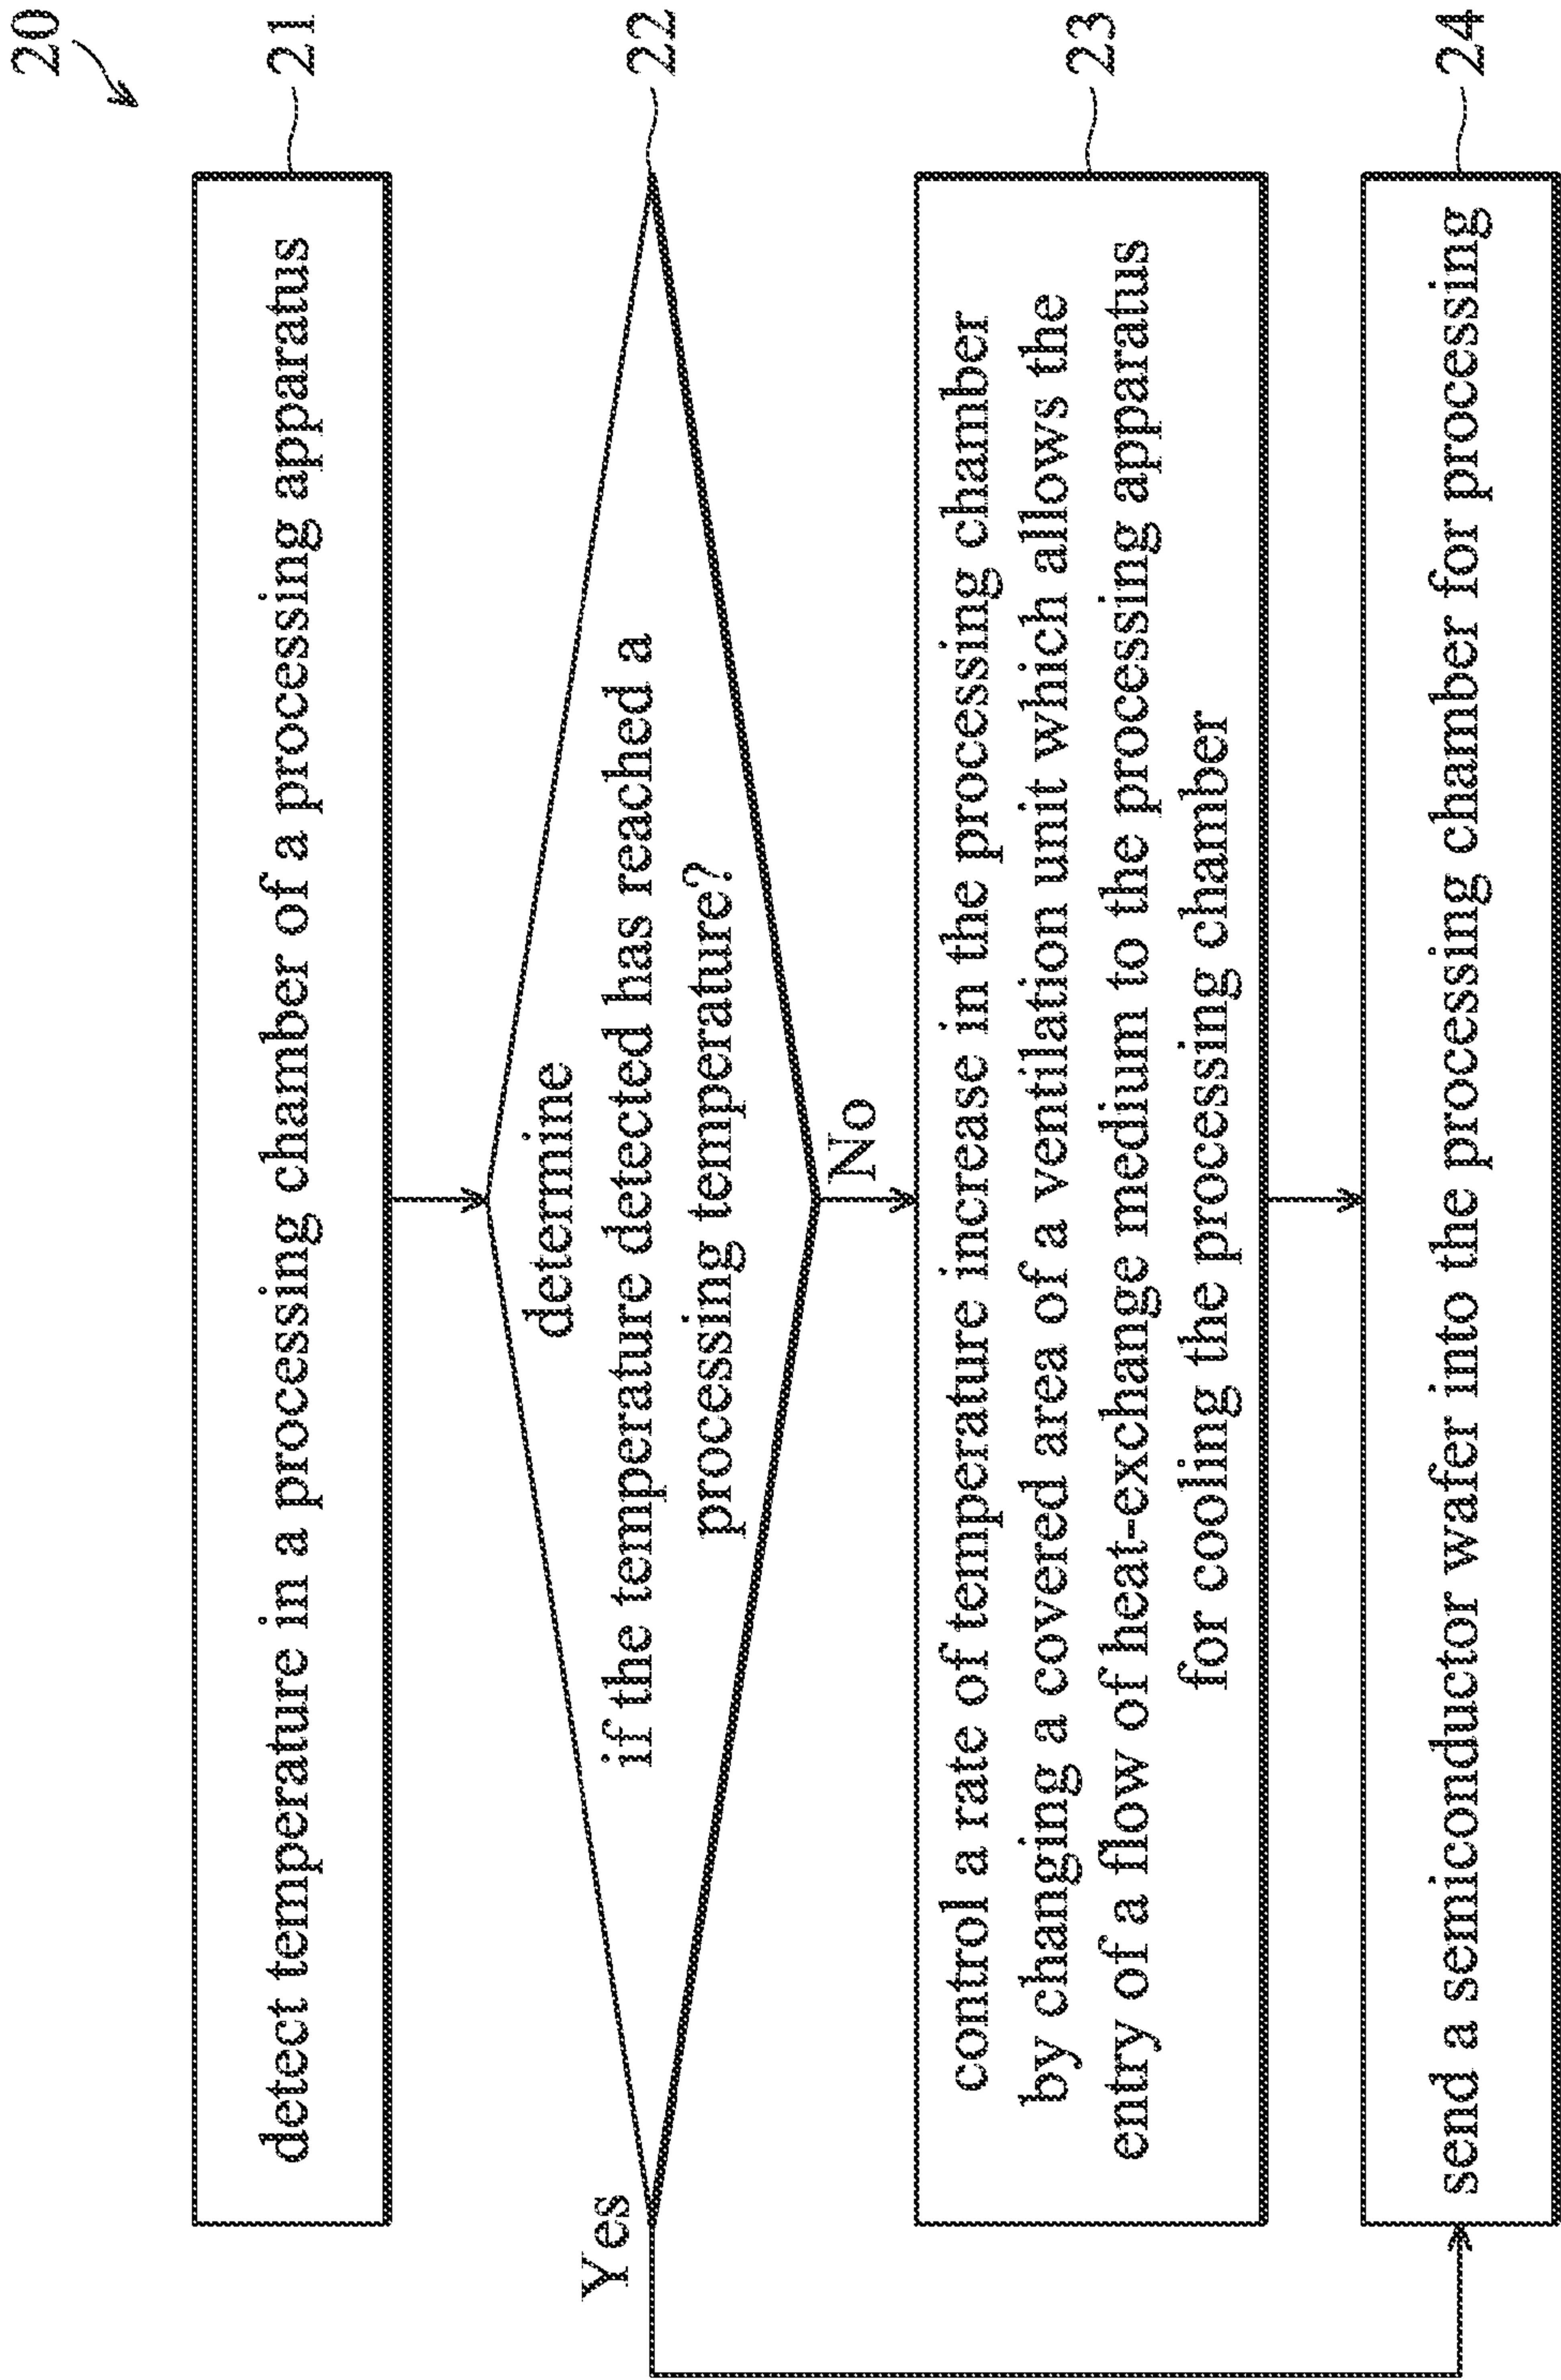 20
detect temperature in a processing chamber of a processing apparatus
21
determine
if the temperature detected has reached a
processing temperature?
22
Yes
No
control a rate of temperature increase in the processing chamber
by changing a covered area of a ventilation unit which allows the
entry of a flow of heat-exchange medium to the processing apparatus
for cooling the processing chamber
23
send a semiconductor wafer into the processing chamber for processing
24